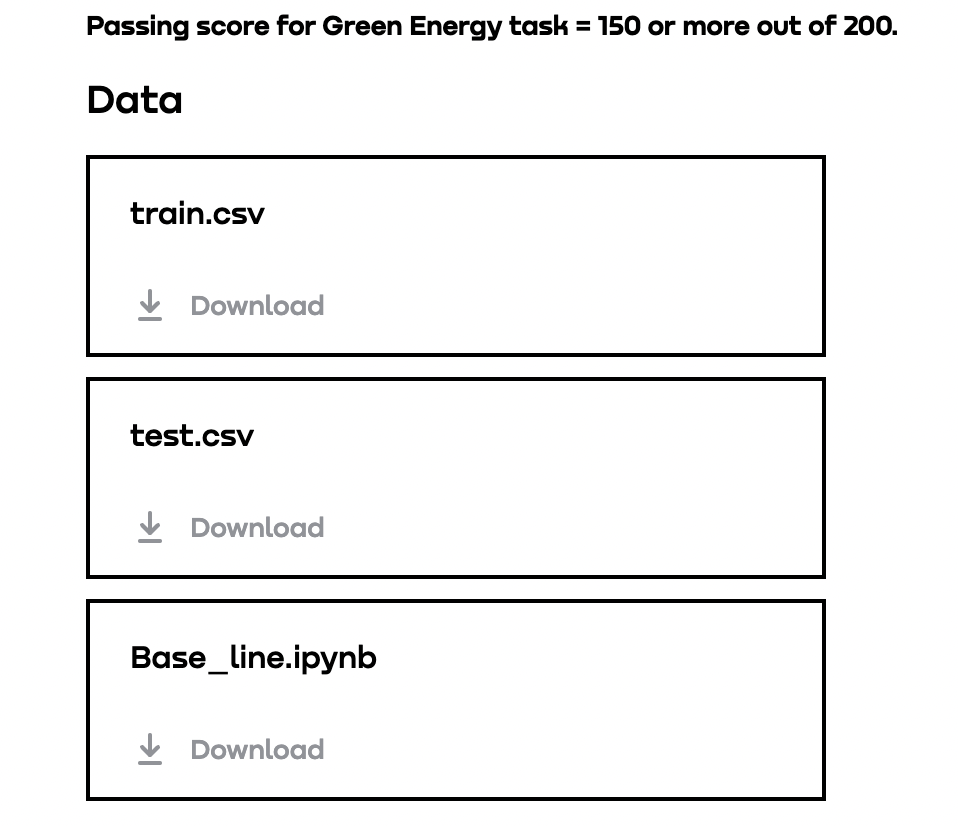 Passing score for Green Energy task = 150 or more out of 200.
Data
train.csv
Download
test.csv
Download
Base_line.ipynb
Download